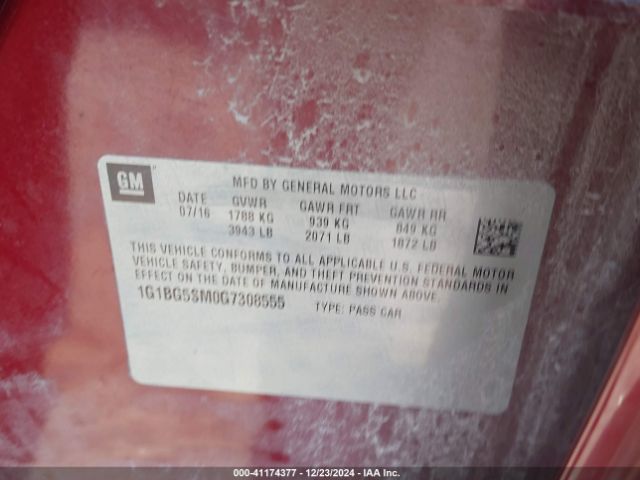 GM
MFD BY GENERAL MOTORS LLC
DATE GVWR GAWR FRT GAWR RR
07/16 1788 KG 939 KG 849 KG
3943 LB 2071 LB 1872 LB
THIS VEHICLE CONFORMS TO ALL APPLICABLE U.S. FEDERAL MOTOR
VEHICLE SAFETY, BUMPER, AND THEFT PREVENTION STANDARDS IN
EFFECT ON THE DATE OF MANUFACTURE SHOWN ABOVE.
1G1BG5SM0G7308555 TYPE: PASS CAR
000-41174377 - 12/23/2024 - IAA Inc.